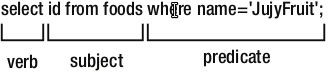 select id from foods where name='JujyFruit';
verb subject predicate